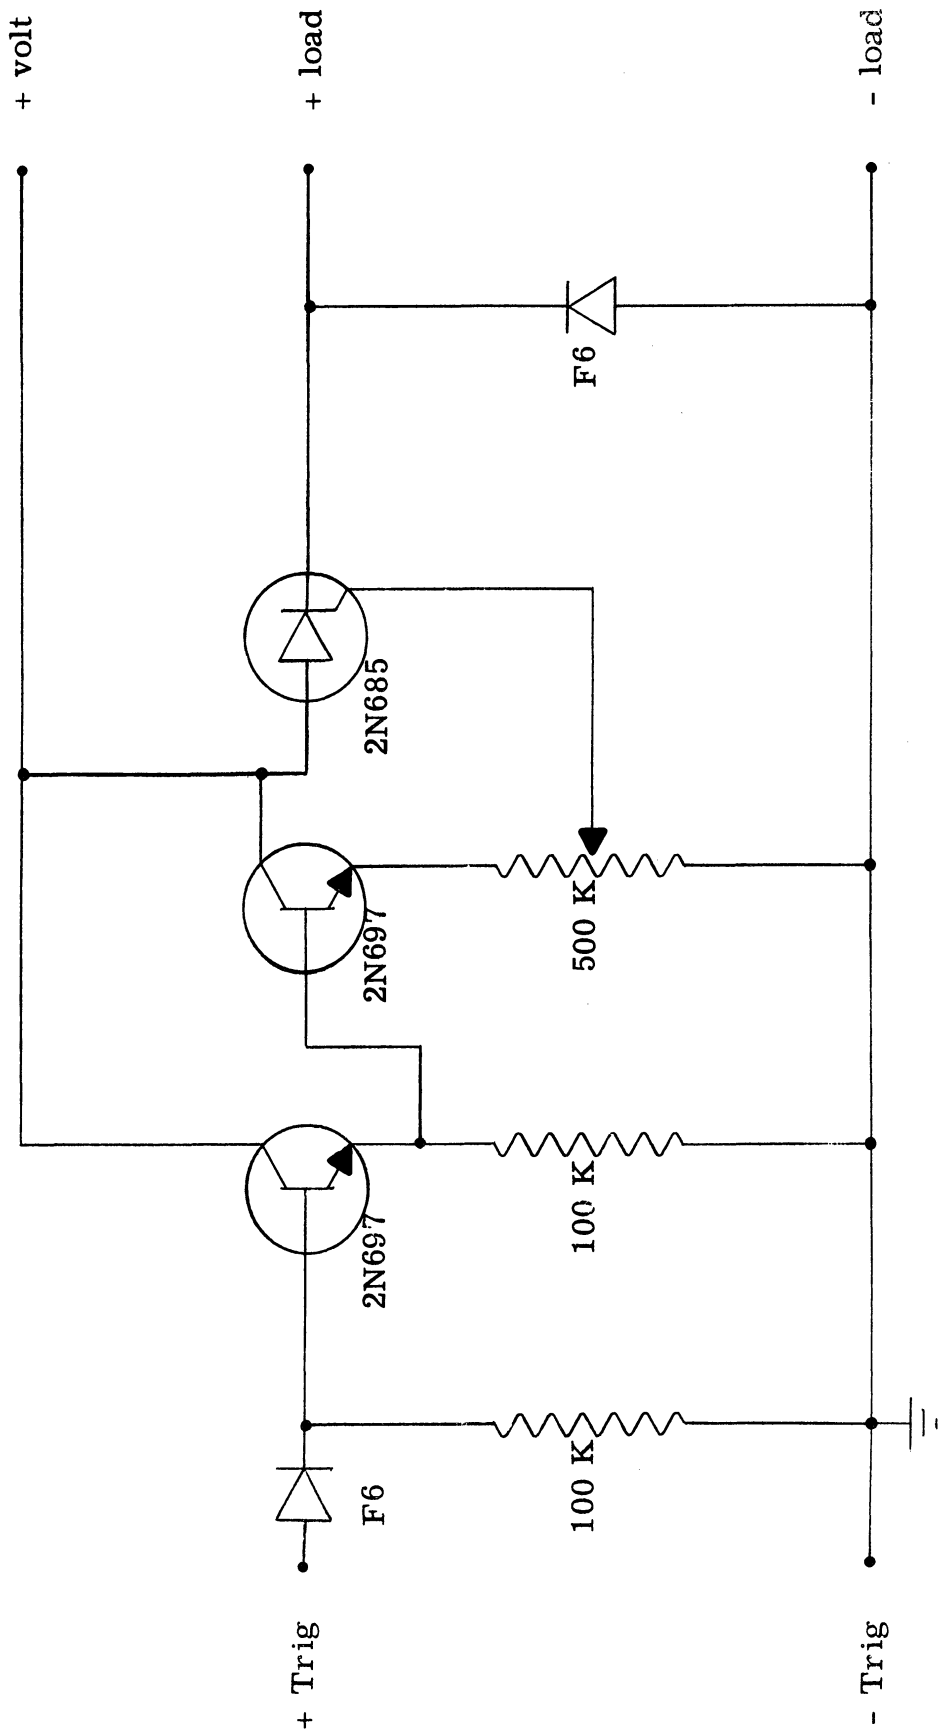 + volt
+ load
- load
F6
2N685
2N697
500 K
2N697
100 K
F6
100 K
+ Trig
- Trig